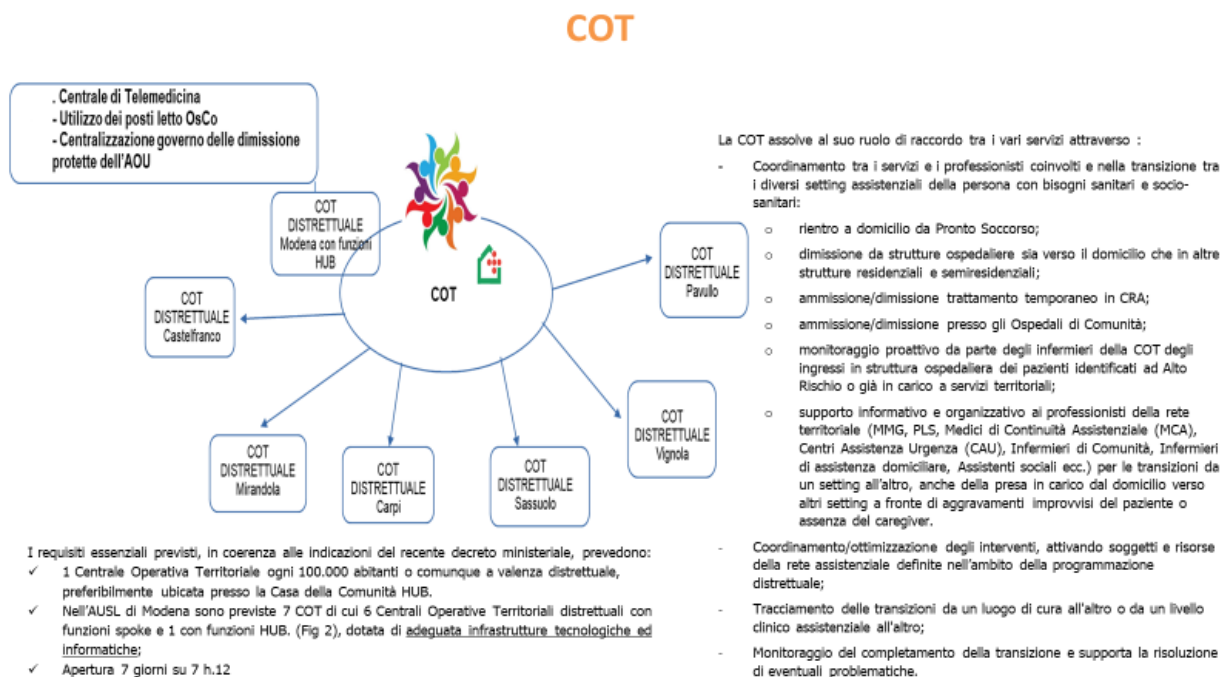 COT
. Centrale di Telemedicina
- Utilizzo dei posti letto OsCo
- Centralizzazione governo delle dimissione
protette dell'AOU
COT
DISTRETTUALE
Modena con funzioni
HUB
COT
DISTRETTUALE
Castelfranco
COT
DISTRETTUALE
Mirandola
COT
DISTRETTUALE
Carpi
COT
DISTRETTUALE
Sassuolo
COT
DISTRETTUALE
Vignola
COT
DISTRETTUALE
Pavullo
COT
I requisiti essenziali previsti, in coerenza alle indicazioni del recente decreto ministeriale, prevedono:
✓ 1 Centrale Operativa Territoriale ogni 100.000 abitanti o comunque a valenza distrettuale,
preferibilmente ubicata presso la Casa della Comunità HUB.
✓ Nell'AUSL di Modena sono previste 7 COT di cui 6 Centrali Operative Territoriali distrettuali con
funzioni spoke e 1 con funzioni HUB. (Fig 2), dotata di adeguata infrastrutture tecnologiche ed
informatiche;
✓ Apertura 7 giorni su 7 h.12
La COT assolve al suo ruolo di raccordo tra i vari servizi attraverso :
- Coordinamento tra i servizi e i professionisti coinvolti e nella transizione tra
i diversi setting assistenziali della persona con bisogni sanitari e socio-
sanitari:
o rientro a domicilio da Pronto Soccorso;
o dimissione da strutture ospedaliere sia verso il domicilio che in altre
strutture residenziali e semiresidenziali;
o ammissione/dimissione trattamento temporaneo in CRA;
o ammissione/dimissione presso gli Ospedali di Comunità;
o monitoraggio proattivo da parte degli infermieri della COT degli
ingressi in struttura ospedaliera dei pazienti identificati ad Alto
Rischio o già in carico a servizi territoriali;
o supporto informativo e organizzativo ai professionisti della rete
territoriale (MMG, PLS, Medici di Continuità Assistenziale (MCA),
Centri Assistenza Urgenza (CAU), Infermieri di Comunità, Infermieri
di assistenza domiciliare, Assistenti sociali ecc.) per le transizioni da
un setting all'altro, anche della presa in carico dal domicilio verso
altri setting a fronte di aggravamenti improvvisi del paziente o
assenza del caregiver.
- Coordinamento/ottimizzazione degli interventi, attivando soggetti e risorse
della rete assistenziale definite nell'ambito della programmazione
distrettuale;
- Tracciamento delle transizioni da un luogo di cura all'altro o da un livello
clinico assistenziale all'altro;
- Monitoraggio del completamento della transizione e supporta la risoluzione
di eventuali problematiche.